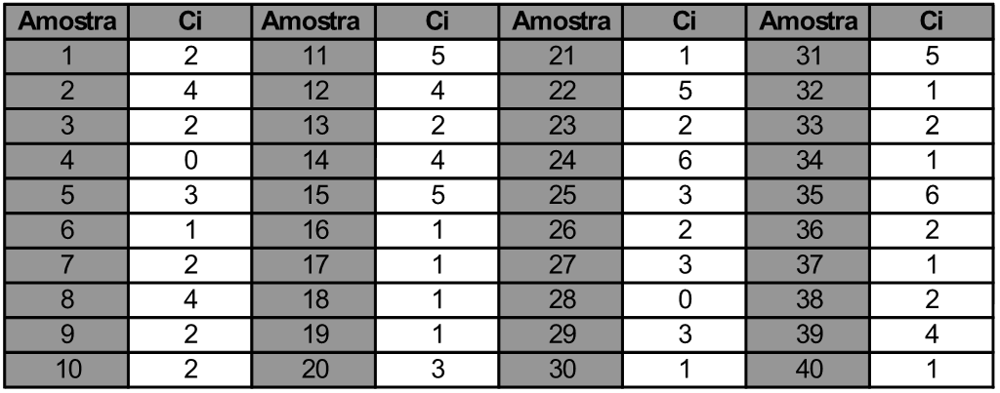 Amostra Ci Amostra Ci Amostra Ci Amostra Ci
1 2 11 5 21 1 31 5
2 4 12 4 22 5 32 1
3 2 13 2 23 2 33 2
4 0 14 4 24 6 34 1
5 3 15 5 25 3 35 6
6 1 16 1 26 2 36 2
7 2 17 1 27 3 37 1
8 4 18 1 28 0 38 2
9 2 19 1 29 3 39 4
10 2 20 3 30 1 40 1